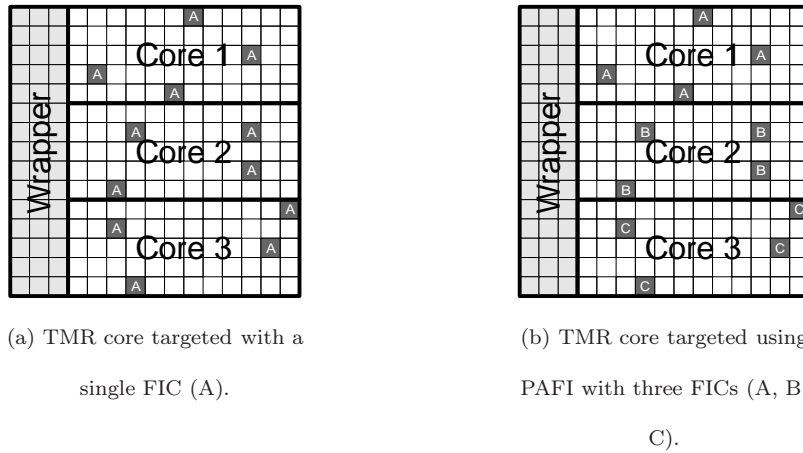 A
Core 1
A
A
A
Wrapper
A
A
Core 2
A
A
A
A
Core 3
A
A
(a) TMR core targeted with a
single FIC (A).
A
Core 1
A
A
A
Wrapper
B
B
Core 2
B
B
C
C
Core 3
C
C
(b) TMR core targeted using
PAFI with three FICs (A, B
C).